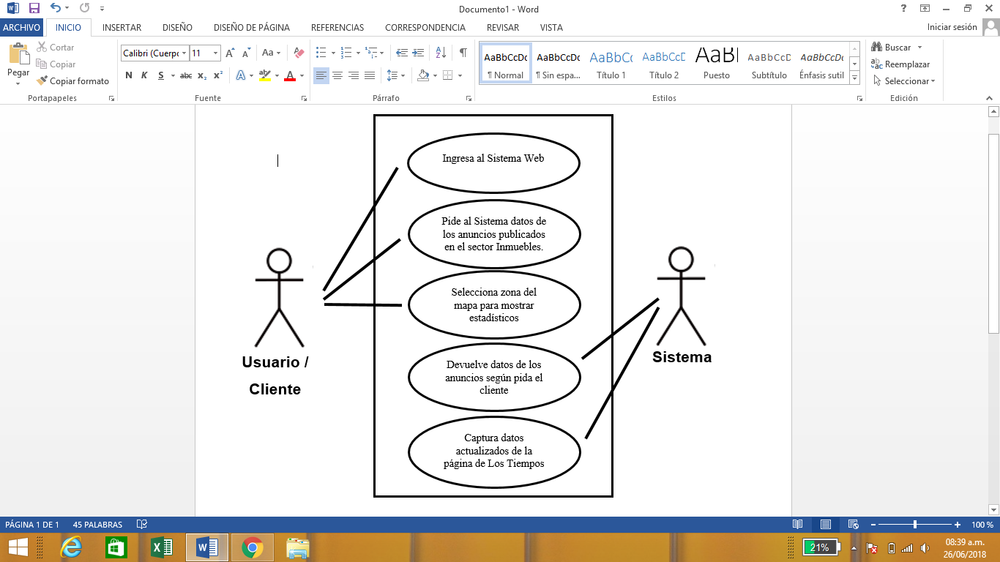 Documento1 - Word
ARCHIVO INICIO INSERTAR DISEÑO DISEÑO DE PÁGINA REFERENCIAS CORRESPONDENCIA REVISAR VISTA Iniciar sesión
Pegar
Cortar
Copiar
Copiar formato
Portapapeles
Calibri (Cuerpo 11
N K S abc x₂ x²
Aa
Fuente
Párrafo
AaBbCcDc AaBbCcDc AaBbCc AaBbCcD AaBl AaBbCcD AaBbCcDc
¶ Normal ¶ Sin espa... Título 1 Título 2 Puesto Subtítulo Énfasis sutil
Estilos
Buscar
Reemplazar
Seleccionar
Edición
Ingresa al Sistema Web
Pide al Sistema datos de
los anuncios publicados
en el sector Inmuebles.
Selecciona zona del
mapa para mostrar
estadísticos
Devuelve datos de los
anuncios según pida el
cliente
Captura datos
actualizados de la
página de Los Tiempos
Usuario /
Cliente
Sistema
PÁGINA 1 DE 1 45 PALABRAS 100 %
21%
08:39 a.m.
26/06/2018